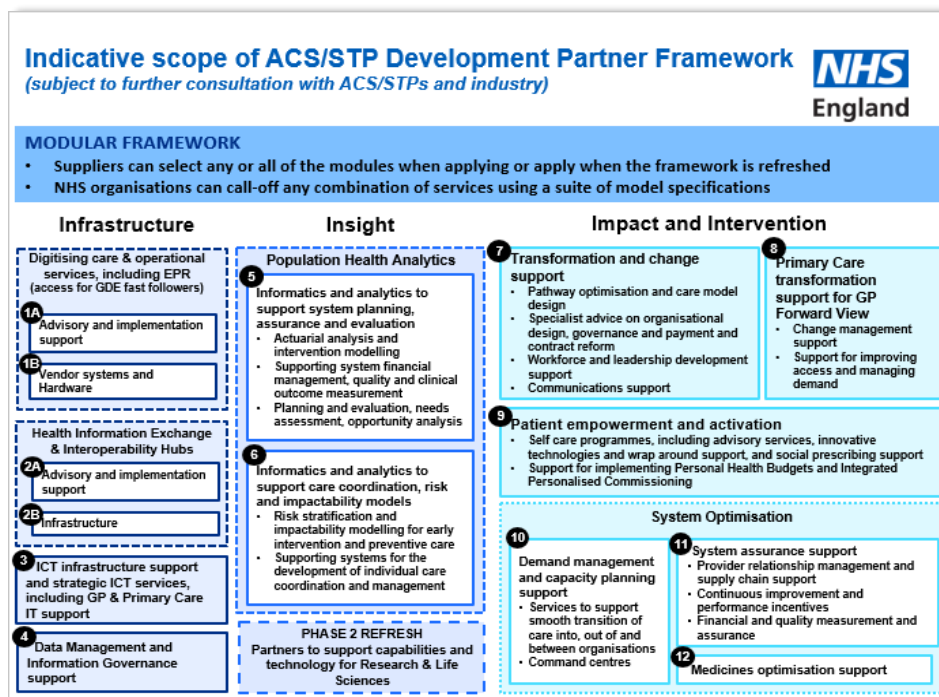 Indicative scope of ACS/STP Development Partner Framework
(subject to further consultation with ACS/STPs and industry)
NHS
England
MODULAR FRAMEWORK
• Suppliers can select any or all of the modules when applying or apply when the framework is refreshed
• NHS organisations can call-off any combination of services using a suite of model specifications
Infrastructure
Digitising care & operational
services, including EPR
(access for GDE fast followers)
1A
Advisory and implementation
support
1B
Vendor systems and
Hardware
Health Information Exchange
& Interoperability Hubs
2A
Advisory and implementation
support
2B
Infrastructure
3
ICT infrastructure support
and strategic ICT services,
including GP & Primary Care
IT support
4
Data Management and
Information Governance
support
Insight
Population Health Analytics
5
Informatics and analytics to
support system planning,
assurance and evaluation
• Actuarial analysis and
intervention modelling
• Supporting system financial
management, quality and clinical
outcome measurement
• Planning and evaluation, needs
assessment, opportunity analysis
6
Informatics and analytics to
support care coordination, risk
and impactability models
• Risk stratification and
impactability modelling for early
intervention and preventive care
• Supporting systems for the
development of individual care
coordination and management
PHASE 2 REFRESH
Partners to support capabilities and
technology for Research & Life
Sciences
Impact and Intervention
7
Transformation and change
support
• Pathway optimisation and care model
design
• Specialist advice on organisational
design, governance and payment and
contract reform
• Workforce and leadership development
support
• Communications support
8
Primary Care
transformation
support for GP
Forward View
• Change management
support
• Support for improving
access and managing
demand
9
Patient empowerment and activation
• Self care programmes, including advisory services, innovative
technologies and wrap around support, and social prescribing support
• Support for implementing Personal Health Budgets and Integrated
Personalised Commissioning
System Optimisation
10
Demand management
and capacity planning
support
• Services to support
smooth transition of
care into, out of and
between organisations
• Command centres
11
System assurance support
• Provider relationship management and
supply chain support
• Continuous improvement and
performance incentives
• Financial and quality measurement and
assurance
12
Medicines optimisation support